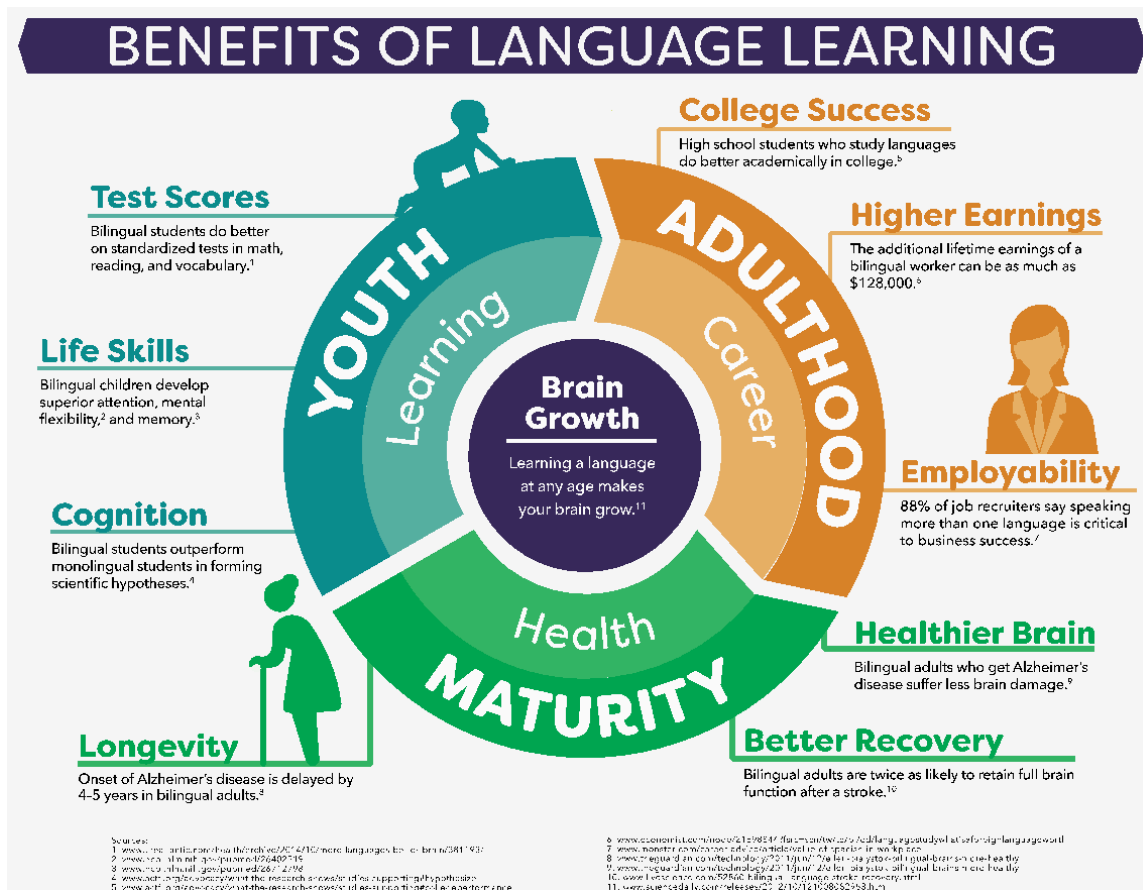 BENEFITS OF LANGUAGE LEARNING
Test Scores
Bilingual students do better
on standardized tests in math,
reading, and vocabulary.¹
Life Skills
Bilingual children develop
superior attention, mental
flexibility,² and memory.³
Cognition
Bilingual students outperform
monolingual students in forming
scientific hypotheses.⁴
YOUTH
Learning
College Success
High school students who study languages
do better academically in college.⁵
Higher Earnings
The additional lifetime earnings of a
bilingual worker can be as much as
$128,000.⁶
Employability
88% of job recruiters say speaking
more than one language is critical
to business success.⁷
ADULTHOOD
Career
Brain
Growth
Learning a language
at any age makes
your brain grow.¹¹
Health
MATURITY
Healthier Brain
Bilingual adults who get Alzheimer's
disease suffer less brain damage.⁹
Better Recovery
Bilingual adults are twice as likely to retain full brain
function after a stroke.¹⁰
Longevity
Onset of Alzheimer's disease is delayed by
4-5 years in bilingual adults.⁸
Sources: